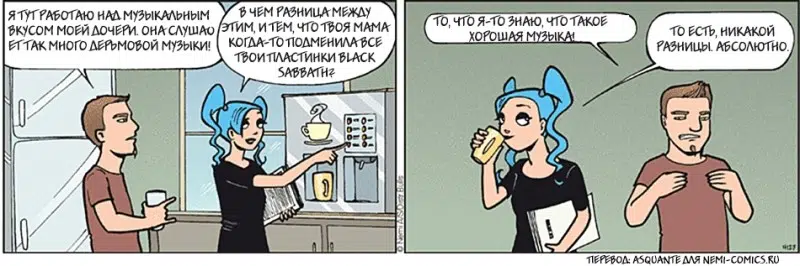 Я ТУТ РАБОТАЮ НАД МУЗЫКАЛЬНЫМ
ВКУСОМ МОЕЙ ДОЧЕРИ. ОНА СЛУШАЮ
ЕТ ТАК МНОГО ДЕРЬМОВОЙ МУЗЫКИ!
В ЧЕМ РАЗНИЦА МЕЖДУ
ЭТИМ, И ТЕМ, ЧТО ТВОЯ МАМА
КОГДА-ТО ПОДМЕНИЛА ВСЕ
ТВОИ ПЛАСТИНКИ BLACK
SABBATH?
ТО, ЧТО Я-ТО ЗНАЮ, ЧТО ТАКОЕ
ХОРОШАЯ МУЗЫКА!
ТО ЕСТЬ, НИКАКОЙ
РАЗНИЦЫ. АБСОЛЮТНО.
ПЕРЕВОД: ASQUANTE ДЛЯ NEMI-COMICS.RU